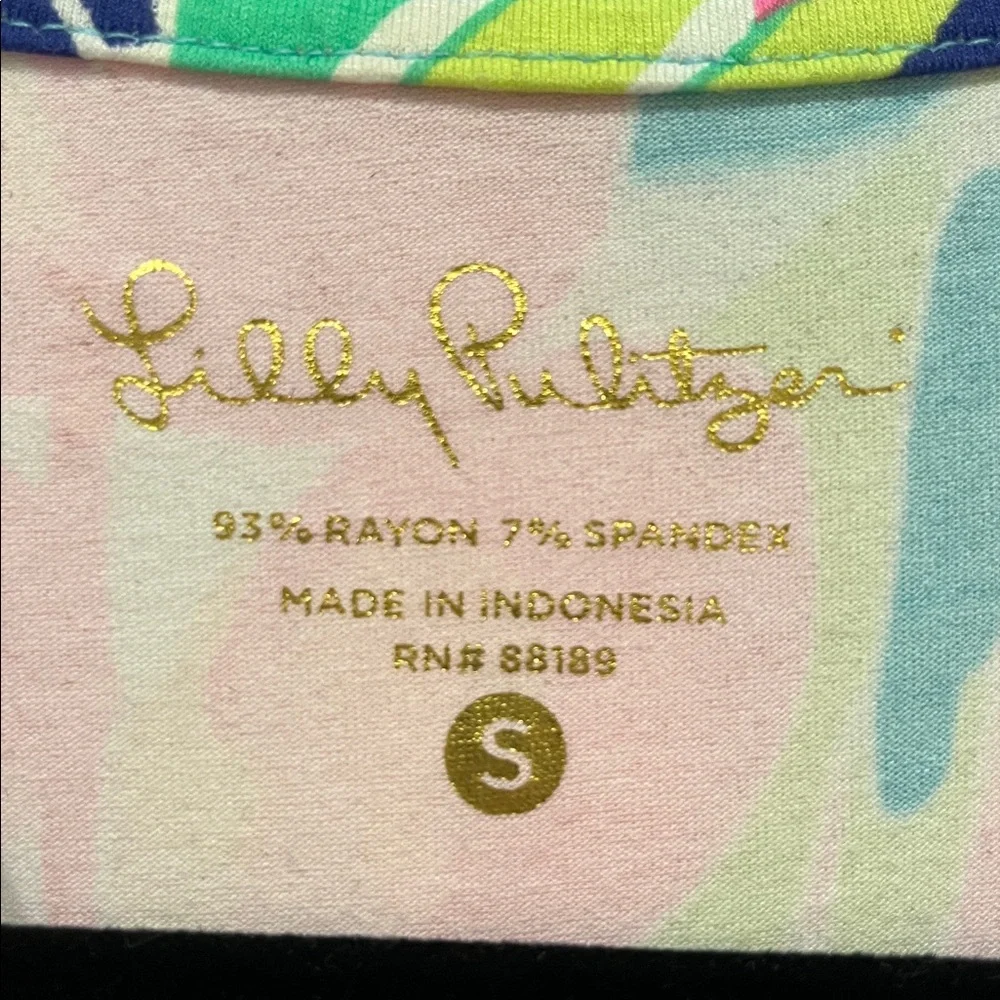 Lilly Pulitzer
93% RAYON 7% SPANDEX
MADE IN INDONESIA
RN# 88189
S